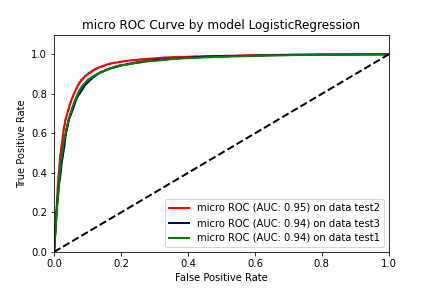 micro ROC Curve by model LogisticRegression
True Positive Rate
1.0
0.8
0.6
0.4
0.2
0.0
micro ROC (AUC: 0.95) on data test2
micro ROC (AUC: 0.94) on data test3
micro ROC (AUC: 0.94) on data test1
0.0 0.2 0.4 0.6 0.8 1.0
False Positive Rate